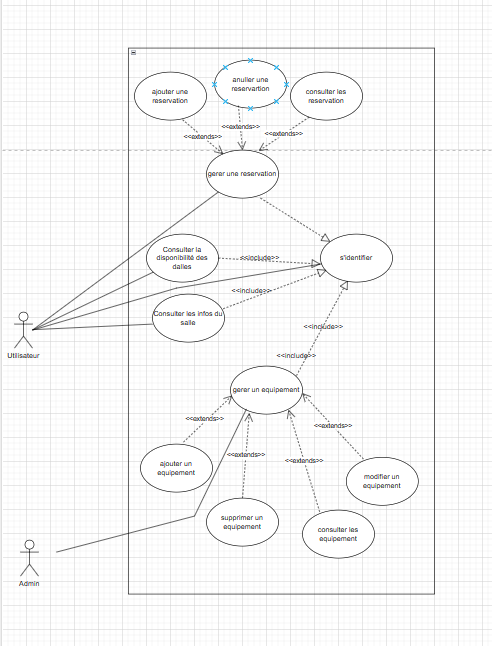 anuller une
reservartion
ajouter une
reservation
consulter les
reservation
<<extends>>
<<extends>>
<<extends>>
gerer une reservation
Consulter la
disponibilité des
dalles
<<include>>
s'identifier
<<include>>
Consulter les infos du
salle
<<include>>
Utilisateur
<<include>>
gerer un equipement
<<extends>>
<<extends>>
<<extends>>
<<extends>>
ajouter un
equipement
modifier un
equipement
supprimer un
equipement
consulter les
équipement
Admin